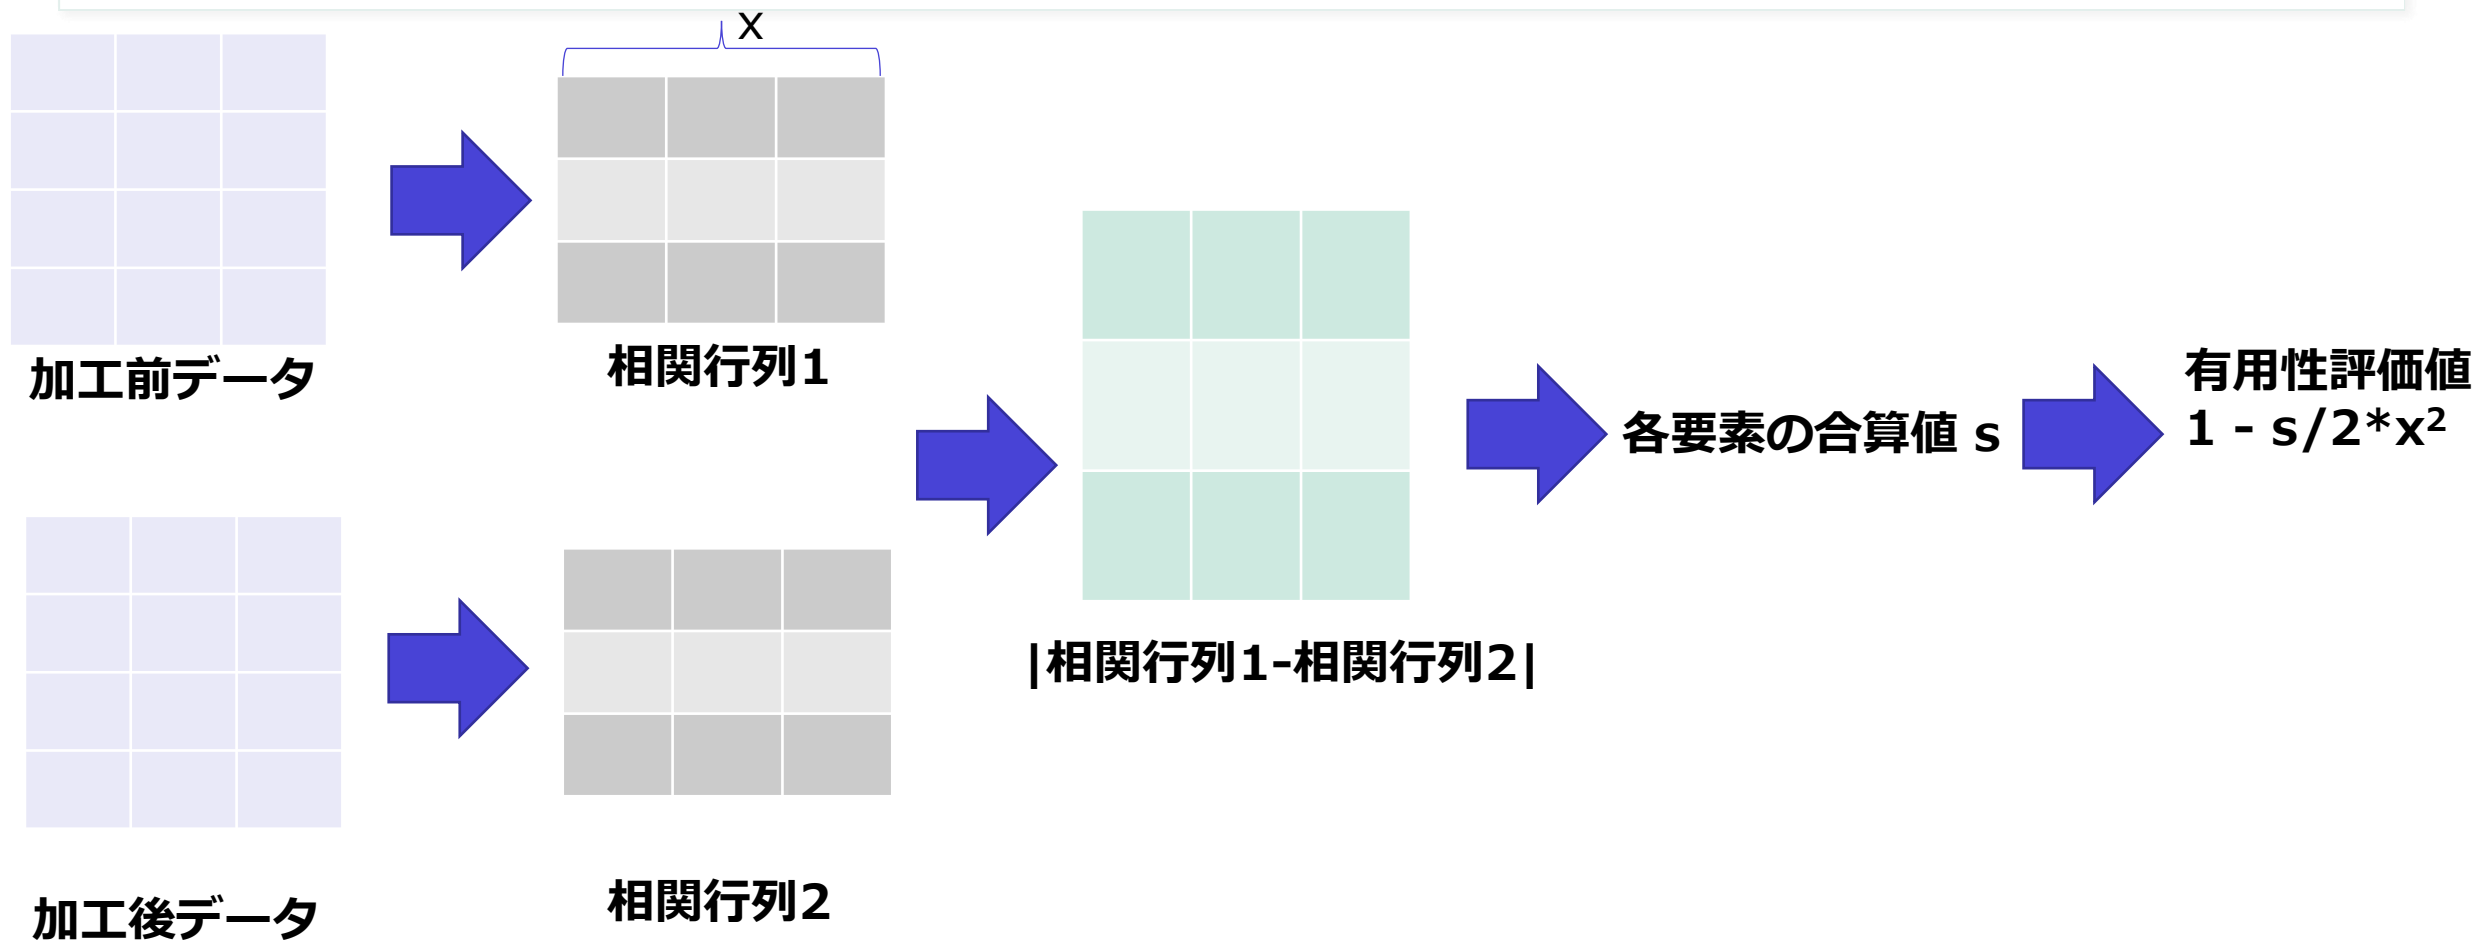 x
加工前データ
相関行列1
加工後データ
相関行列2
|相関行列1-相関行列2|
各要素の合算値 s
有用性評価値
1 - s/2*x²